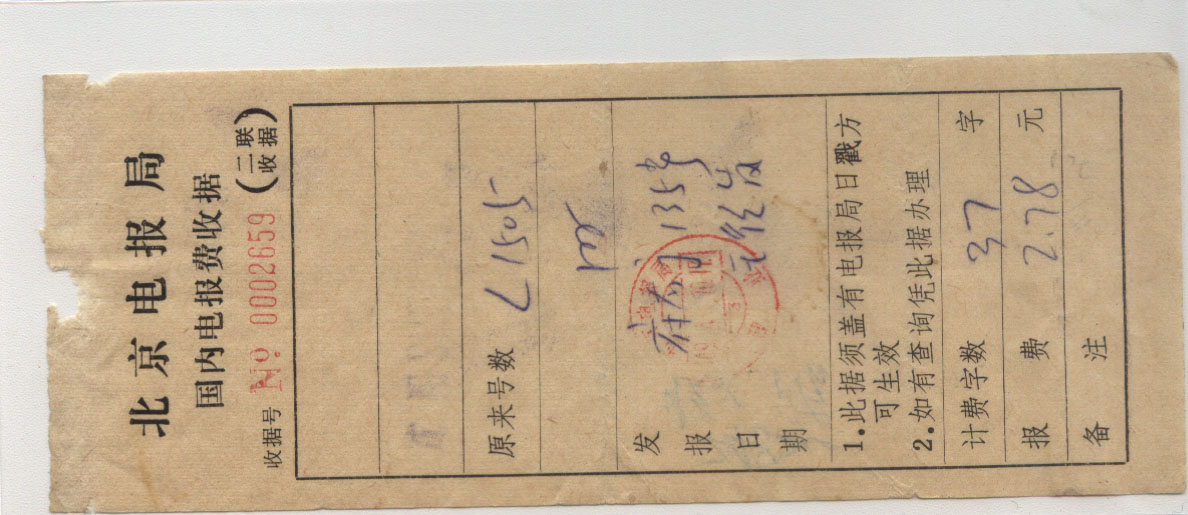 北京电报局
国内电报费收据
收据号 № 0002659 (二联收据)
原来号数 L1505
发报日期
1.此据须盖有电报局日戳方可生效
2.如有查询凭此据办理
计费字数 37 字
报费 2.78 元
备注